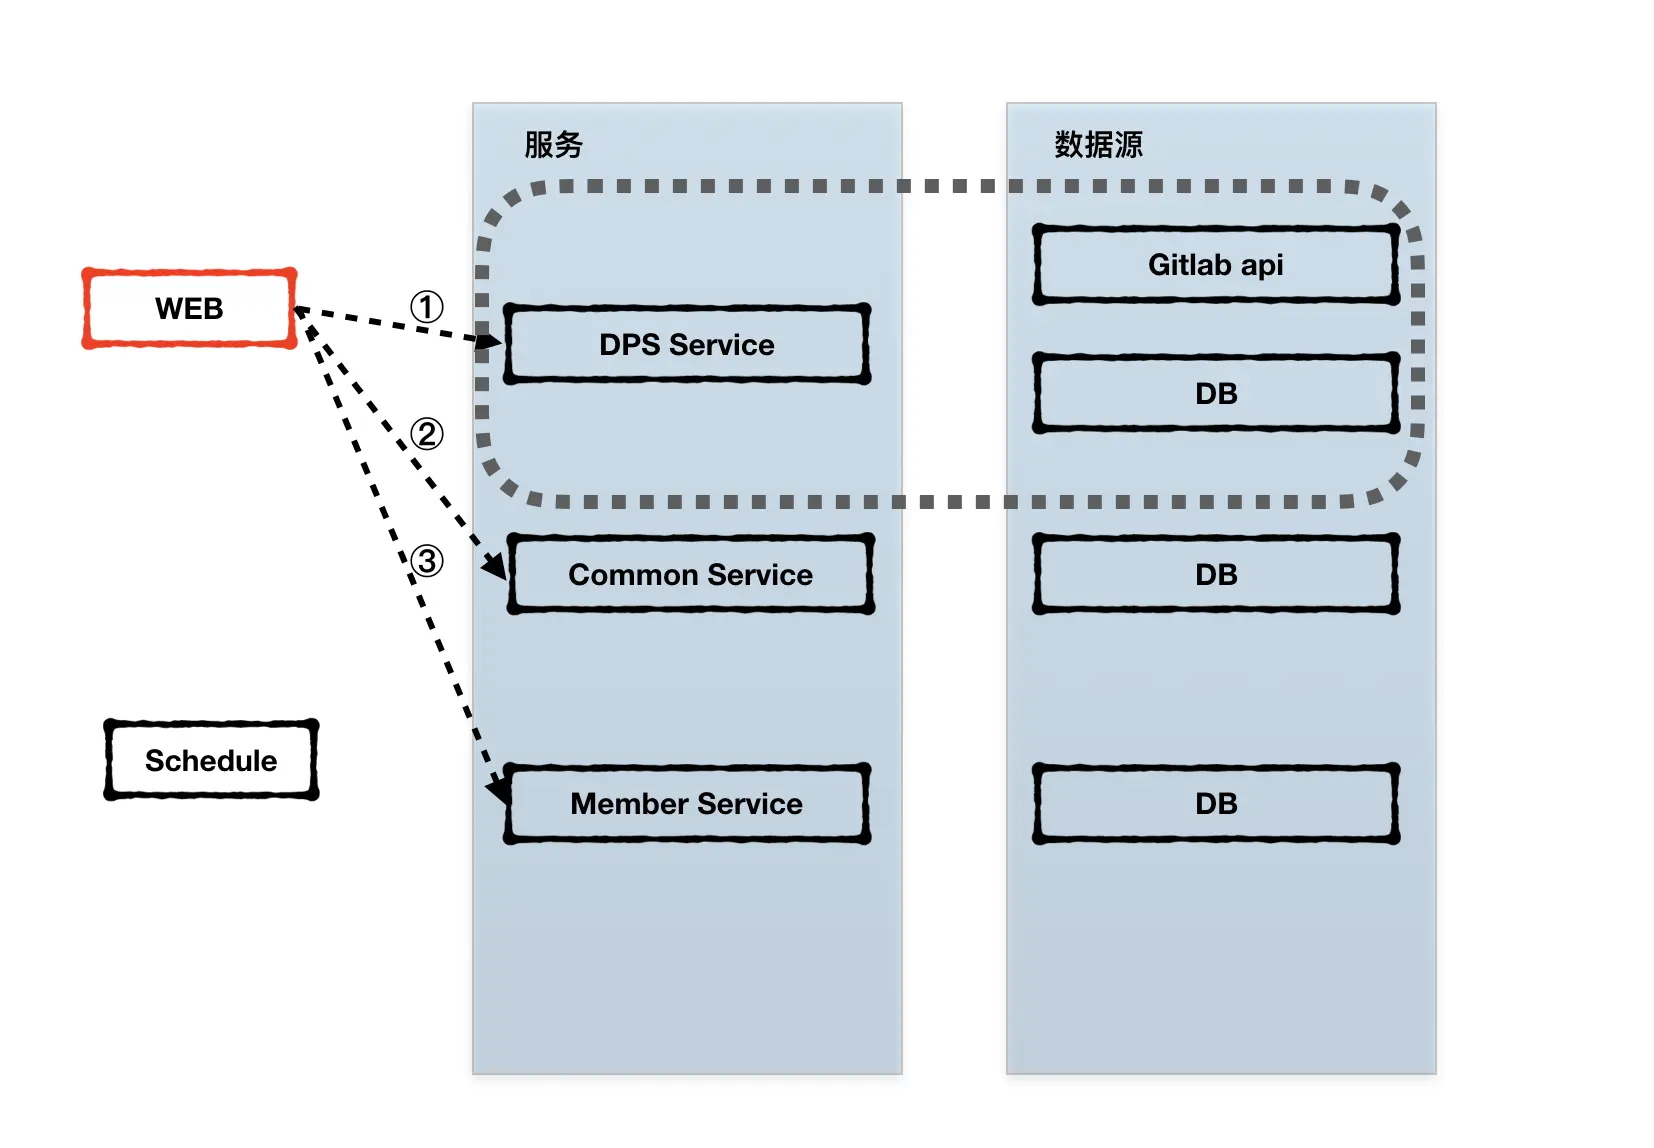 服务
数据源
WEB
①
DPS Service
Gitlab api
DB
②
Common Service
DB
③
Schedule
Member Service
DB